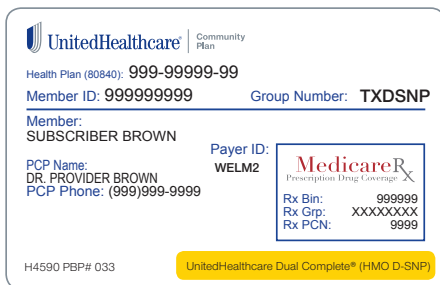 UnitedHealthcare® Community
Plan
Health Plan (80840): 999-99999-99
Member ID: 999999999 Group Number: TXDSNP
Member:
SUBSCRIBER BROWN
Payer ID:
WELM2
PCP Name:
DR. PROVIDER BROWN
PCP Phone: (999)999-9999
MedicareRx
Prescription Drug Coverage
Rx Bin: 999999
Rx Grp: XXXXXXXX
Rx PCN: 9999
H4590 PBP# 033 UnitedHealthcare Dual Complete® (HMO D-SNP)